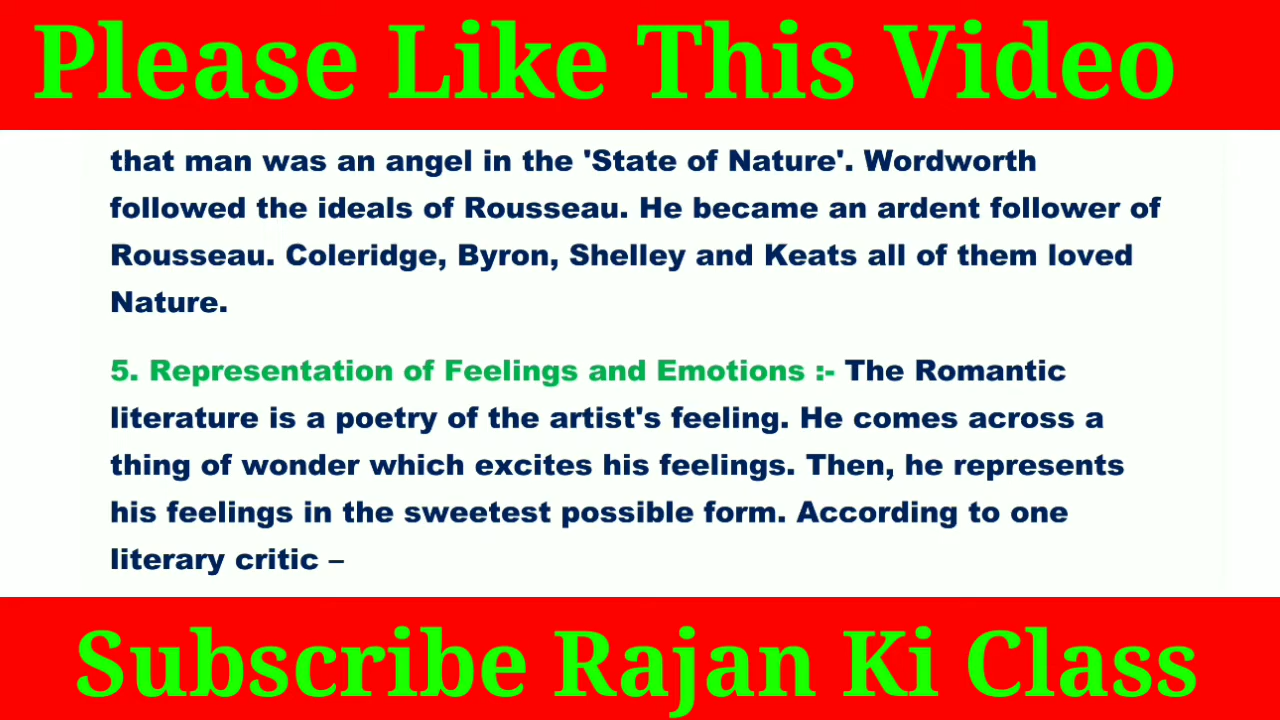 Please Like This Video
that man was an angel in the 'State of Nature'. Wordworth
followed the ideals of Rousseau. He became an ardent follower of
Rousseau. Coleridge, Byron, Shelley and Keats all of them loved
Nature.
5. Representation of Feelings and Emotions :- The Romantic
literature is a poetry of the artist's feeling. He comes across a
thing of wonder which excites his feelings. Then, he represents
his feelings in the sweetest possible form. According to one
literary critic –
Subscribe Rajan Ki Class